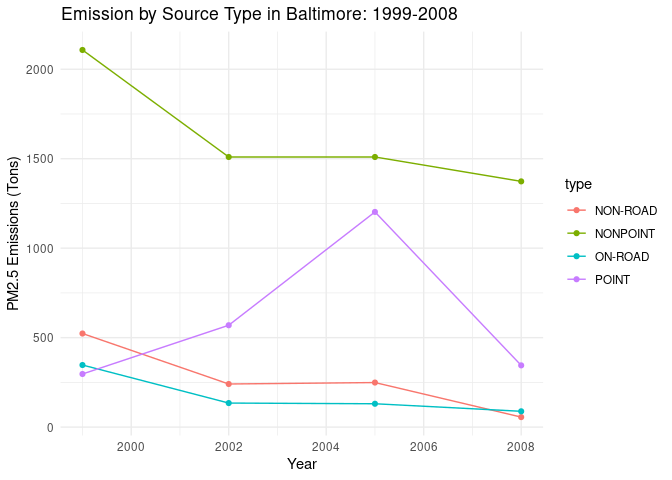 Emission by Source Type in Baltimore: 1999-2008
PM2.5 Emissions (Tons)
2000
1500
1000
500
0
2000
2002
2004
2006
2008
Year
type
NON-ROAD
NONPOINT
ON-ROAD
POINT